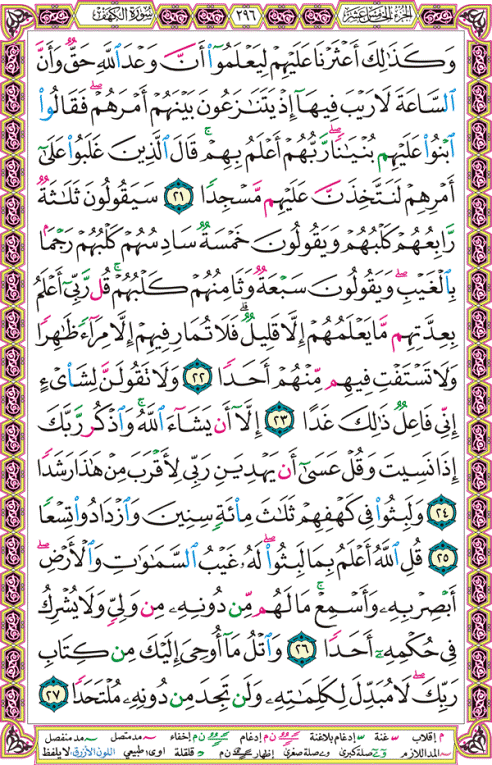 سورة الكهف ٢٩٦ الجزء الخامس عشر
وَكَذَٰلِكَ أَعْثَرْنَا عَلَيْهِمْ لِيَعْلَمُوٓا۟ أَنَّ وَعْدَ ٱللَّهِ حَقٌّ وَأَنَّ
ٱلسَّاعَةَ لَا رَيْبَ فِيهَآ إِذْ يَتَنَٰزَعُونَ بَيْنَهُمْ أَمْرَهُمْ ۖ فَقَالُوا۟
ٱبْنُوا۟ عَلَيْهِم بُنْيَٰنًا ۖ رَّبُّهُمْ أَعْلَمُ بِهِمْ ۚ قَالَ ٱلَّذِينَ غَلَبُوا۟ عَلَىٰٓ
أَمْرِهِمْ لَنَتَّخِذَنَّ عَلَيْهِم مَّسْجِدًا ٢١ سَيَقُولُونَ ثَلَٰثَةٌ
رَّابِعُهُمْ كَلْبُهُمْ وَيَقُولُونَ خَمْسَةٌ سَادِسُهُمْ كَلْبُهُمْ رَجْمًۢا
بِٱلْغَيْبِ ۖ وَيَقُولُونَ سَبْعَةٌ وَثَامِنُهُمْ كَلْبُهُمْ ۚ قُل رَّبِّىٓ أَعْلَمُ
بِعِدَّتِهِم مَّا يَعْلَمُهُمْ إِلَّا قَلِيلٌ ۗ فَلَا تُمَارِ فِيهِمْ إِلَّا مِرَآءً ظَٰهِرًا
وَلَا تَسْتَفْتِ فِيهِم مِّنْهُمْ أَحَدًا ٢٢ وَلَا تَقُولَنَّ لِشَا۟ىْءٍ
إِنِّى فَاعِلٌ ذَٰلِكَ غَدًا ٢٣ إِلَّآ أَن يَشَآءَ ٱللَّهُ ۚ وَٱذْكُر رَّبَّكَ
إِذَا نَسِيتَ وَقُلْ عَسَىٰٓ أَن يَهْدِيَنِ رَبِّى لِأَقْرَبَ مِنْ هَٰذَا رَشَدًا
٢٤ وَلَبِثُوا۟ فِى كَهْفِهِمْ ثَلَٰثَ مِا۟ئَةٍ سِنِينَ وَٱزْدَادُوا۟ تِسْعًا
٢٥ قُلِ ٱللَّهُ أَعْلَمُ بِمَا لَبِثُوا۟ ۖ لَهُۥ غَيْبُ ٱلسَّمَٰوَٰتِ وَٱلْأَرْضِ ۖ
أَبْصِرْ بِهِۦ وَأَسْمِعْ ۚ مَا لَهُم مِّن دُونِهِۦ مِن وَلِىٍّ وَلَا يُشْرِكُ
فِى حُكْمِهِۦٓ أَحَدًا ٢٦ وَٱتْلُ مَآ أُوحِىَ إِلَيْكَ مِن كِتَابِ
رَبِّكَ ۖ لَا مُبَدِّلَ لِكَلِمَٰتِهِۦ وَلَن تَجِدَ مِن دُونِهِۦ مُلْتَحَدًا ٢٧
م إقلاب غنة إدغام بلاغنة ن م إدغام ن م إخفاء مد متصل مد منفصل
المد اللازم صلة كبرى وصلة صغرى إظهار ن م قلقلة اوى: طبيعي اللون الأزرق: لا يلفظ